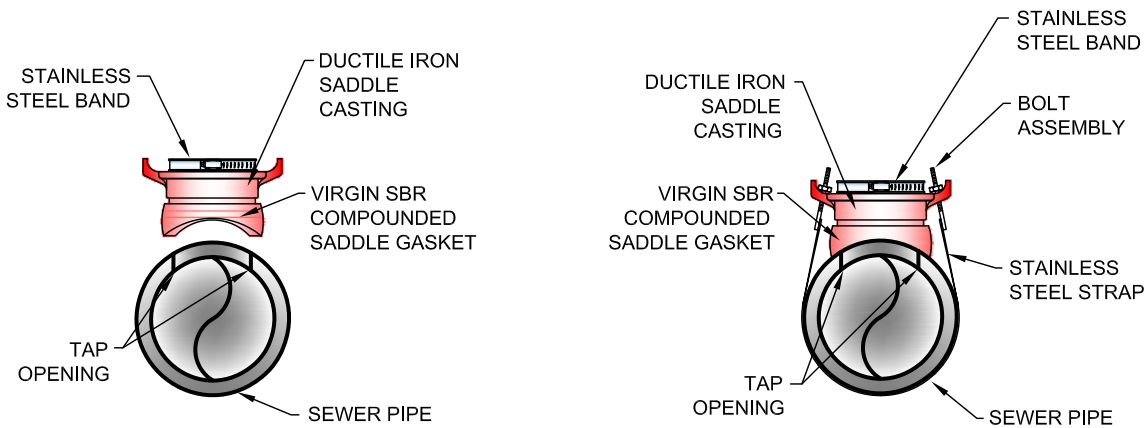 STAINLESS
STEEL BAND
DUCTILE IRON
SADDLE
CASTING
VIRGIN SBR
COMPOUNDED
SADDLE GASKET
TAP
OPENING
SEWER PIPE
STAINLESS
STEEL BAND
DUCTILE IRON
SADDLE
CASTING
BOLT
ASSEMBLY
VIRGIN SBR
COMPOUNDED
SADDLE GASKET
STAINLESS
STEEL STRAP
TAP
OPENING
SEWER PIPE